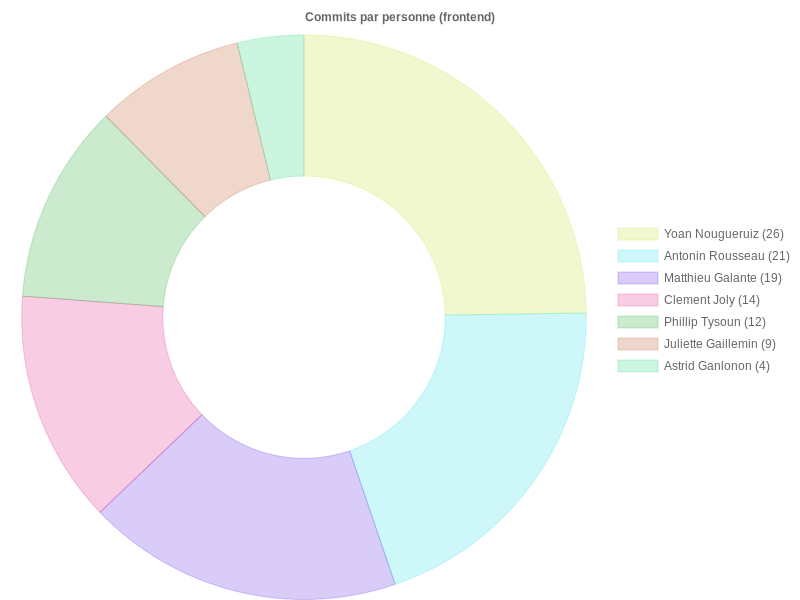 Commits par personne (frontend)
Yoan Nougueruiz (26)
Antonin Rousseau (21)
Matthieu Galante (19)
Clement Joly (14)
Phillip Tysoun (12)
Juliette Gaillemin (9)
Astrid Ganlonon (4)